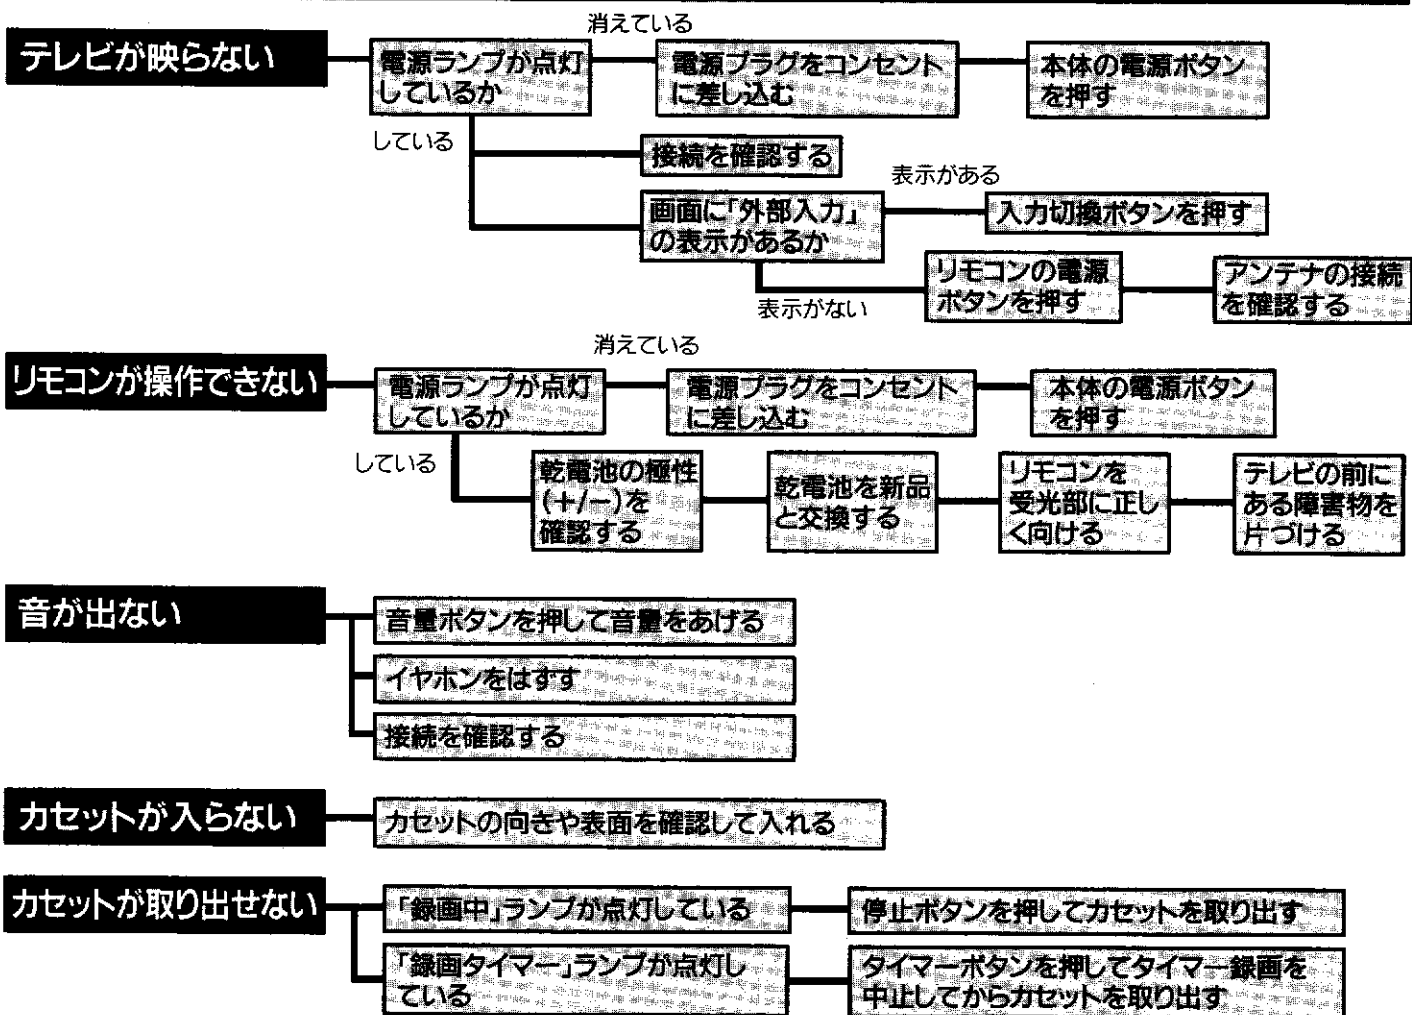 消えている
テレビが映らない
電源ランプが点灯
しているか
電源プラグをコンセント
に差し込む
本体の電源ボタン
を押す
している
接続を確認する
表示がある
画面に「外部入力」
の表示があるか
入力切換ボタンを押す
表示がない
リモコンの電源
ボタンを押す
アンテナの接続
を確認する
消えている
リモコンが操作できない
電源ランプが点灯
しているか
電源プラグをコンセント
に差し込む
本体の電源ボタン
を押す
している
乾電池の極性
(+/−)を
確認する
乾電池を新品
と交換する
リモコンを
受光部に正し
く向ける
テレビの前に
ある障害物を
片づける
音が出ない
音量ボタンを押して音量をあげる
イヤホンをはずす
接続を確認する
カセットが入らない
カセットの向きや表面を確認して入れる
カセットが取り出せない
「録画中」ランプが点灯している
停止ボタンを押してカセットを取り出す
「録画タイマー」ランプが点灯し
ている
タイマーボタンを押してタイマー録画を
中止してからカセットを取り出す